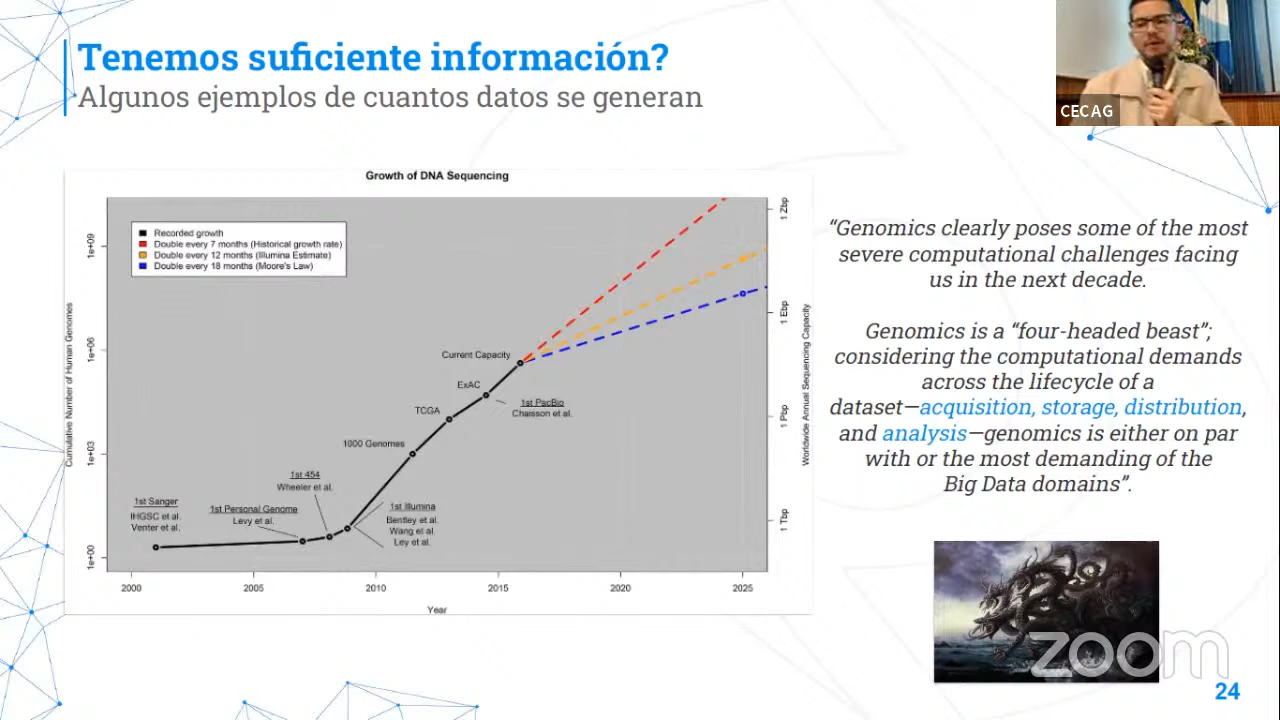 Tenemos suficiente información?
Algunos ejemplos de cuantos datos se generan
CECAG
Growth of DNA Sequencing
Recorded growth
Double every 7 months (Historical growth rate)
Double every 12 months (Illumina Estimate)
Double every 18 months (Moore's Law)
Cumulative Number of Human Genomes
1e+09
1e+06
1e+03
1e+00
Worldwide Annual Sequencing Capacity
1 Zbp
1 Ebp
1 Pbp
1 Tbp
Current Capacity
ExAC
1st PacBio
Chaisson et al.
TCGA
1000 Genomes
1st 454
Wheeler et al.
1st Sanger
IHGSC et al.
Venter et al.
1st Personal Genome
Levy et al.
1st Illumina
Bentley et al.
Wang et al.
Ley et al.
2000
2005
2010
2015
2020
2025
Year
“Genomics clearly poses some of the most
severe computational challenges facing
us in the next decade.
Genomics is a “four-headed beast”;
considering the computational demands
across the lifecycle of a
dataset—acquisition, storage, distribution,
and analysis—genomics is either on par
with or the most demanding of the
Big Data domains”.
zoom
24